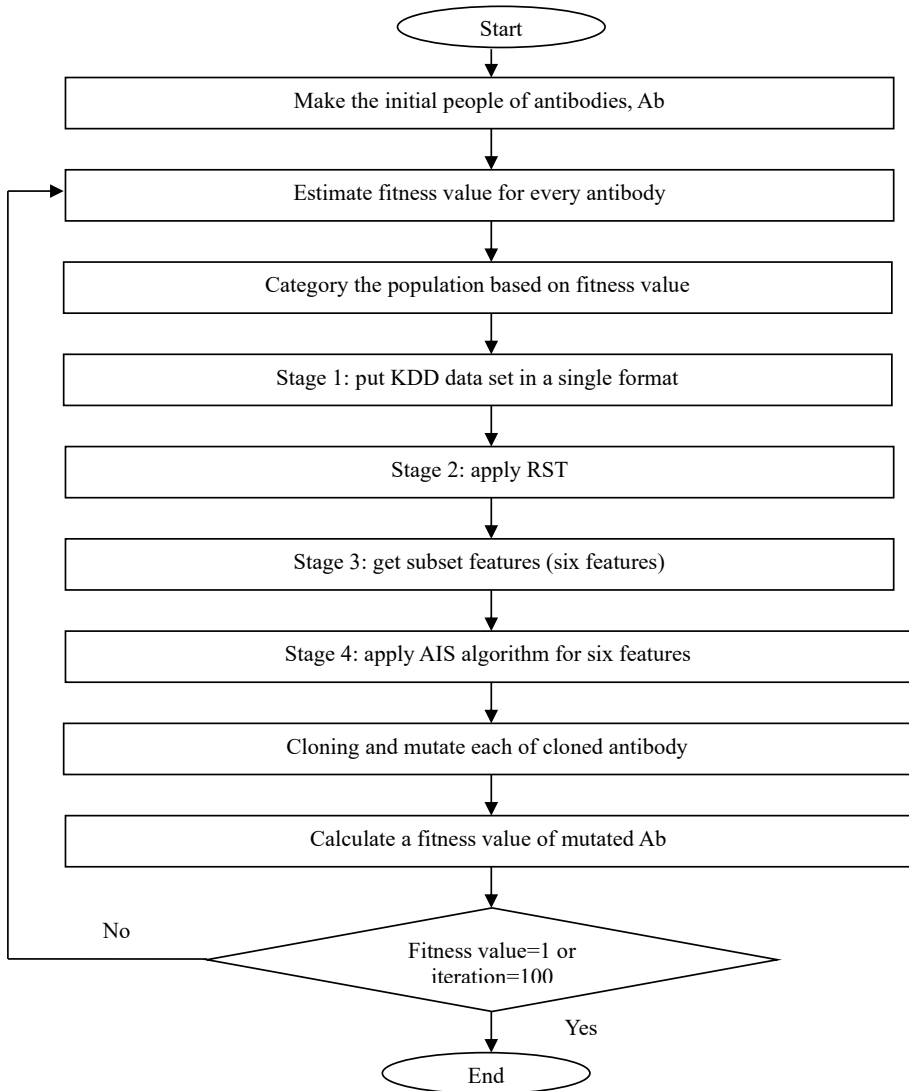 Start
Make the initial people of antibodies, Ab
Estimate fitness value for every antibody
Category the population based on fitness value
Stage 1: put KDD data set in a single format
Stage 2: apply RST
Stage 3: get subset features (six features)
Stage 4: apply AIS algorithm for six features
Cloning and mutate each of cloned antibody
Calculate a fitness value of mutated Ab
No
Fitness value=1 or
iteration=100
Yes
End